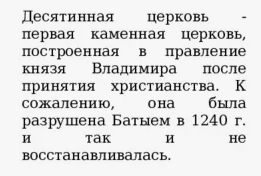 Десятинная церковь -
первая каменная церковь,
построенная в правление
князя Владимира после
принятия христианства. К
сожалению, она была
разрушена Батыем в 1240 г.
и так и не
восстанавливалась.